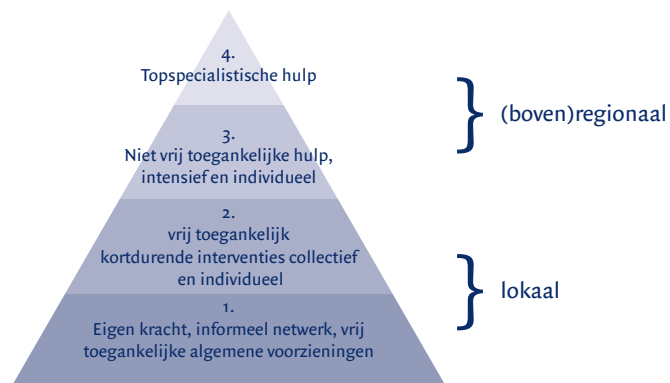 4.
Topspecialistische hulp
3.
Niet vrij toegankelijke hulp,
intensief en individueel
2.
vrij toegankelijk
kortdurende interventies collectief
en individueel
1.
Eigen kracht, informeel netwerk, vrij
toegankelijke algemene voorzieningen
} (boven)regionaal
} lokaal